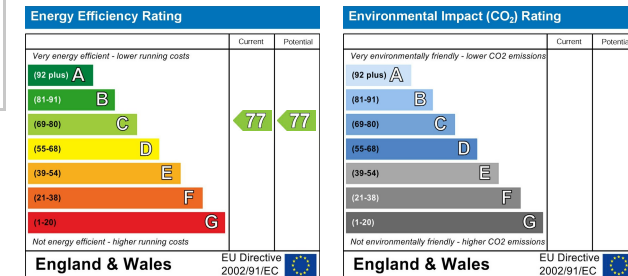 Energy Efficiency Rating
Current Potential
Very energy efficient - lower running costs
(92 plus) A
(81-91) B
(69-80) C
77 77
(55-68) D
(39-54) E
(21-38) F
(1-20) G
Not energy efficient - higher running costs
England & Wales
EU Directive
2002/91/EC
Environmental Impact (CO₂) Rating
Current Potentia
Very environmentally friendly - lower CO2 emissions
(92 plus) A
(81-91) B
(69-80) C
(55-68) D
(39-54) E
(21-38) F
(1-20) G
Not environmentally friendly - higher CO2 emissions
England & Wales
EU Directive
2002/91/EC